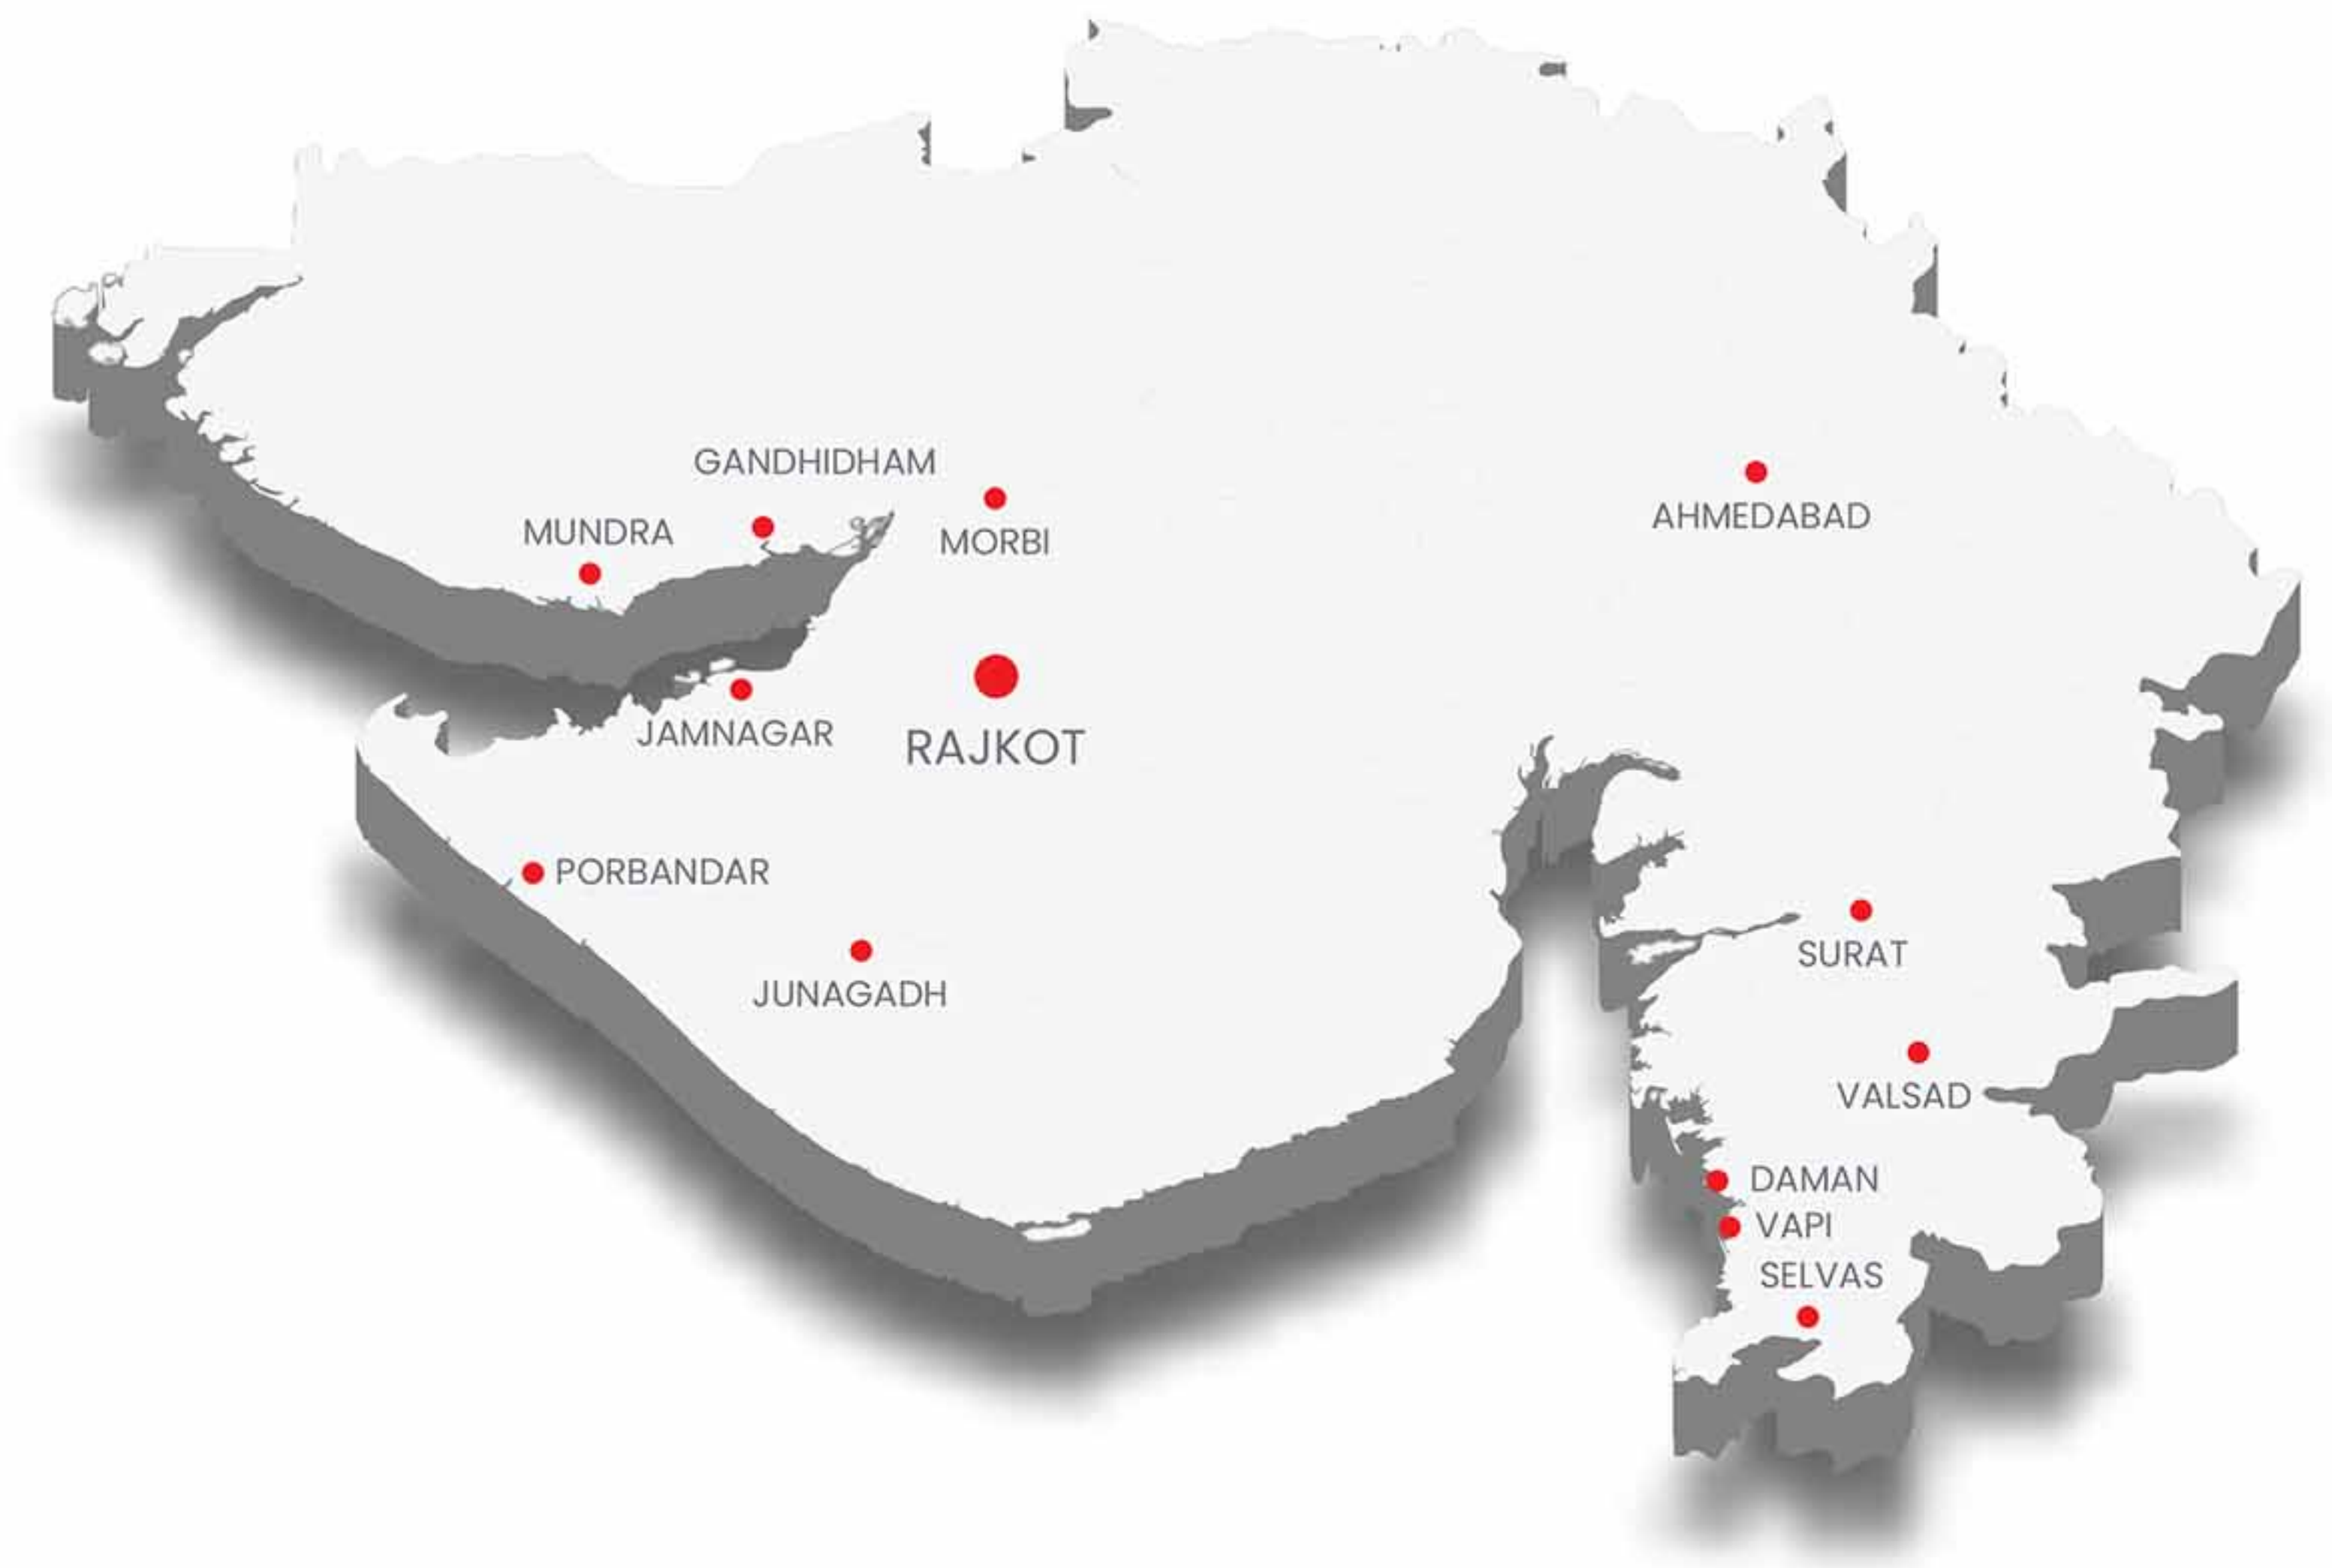 GANDHIDHAM
MUNDRA
MORBI
AHMEDABAD
JAMNAGAR
RAJKOT
PORBANDAR
JUNAGADH
SURAT
VALSAD
DAMAN
VAPI
SELVAS